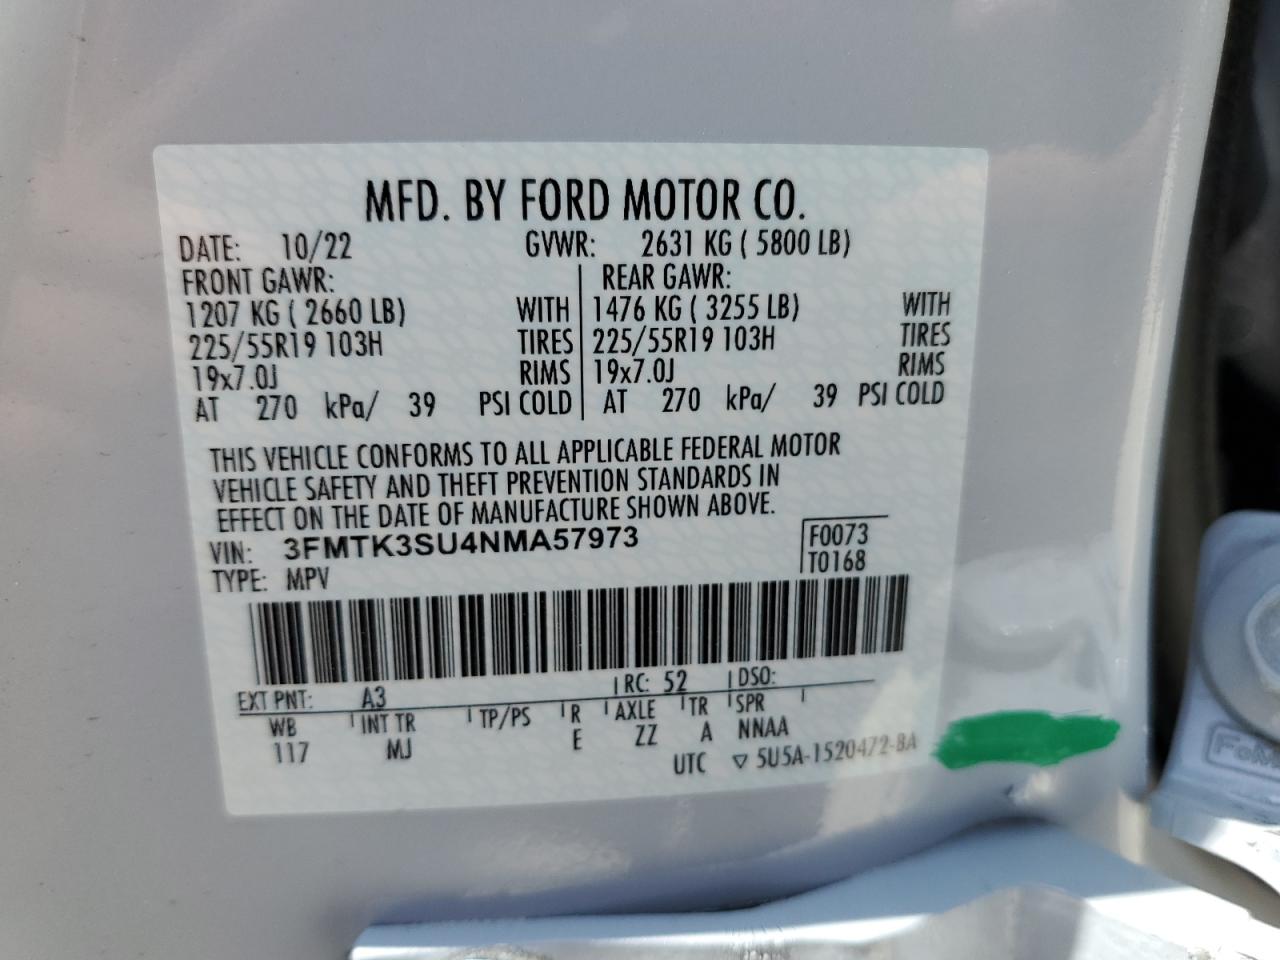 MFD. BY FORD MOTOR CO.
DATE: 10/22 GVWR: 2631 KG ( 5800 LB)
FRONT GAWR: REAR GAWR:
1207 KG ( 2660 LB) WITH 1476 KG ( 3255 LB) WITH
225/55R19 103H TIRES 225/55R19 103H TIRES
19x7.0J RIMS 19x7.0J RIMS
AT 270 kPa/ 39 PSI COLD AT 270 kPa/ 39 PSI COLD
THIS VEHICLE CONFORMS TO ALL APPLICABLE FEDERAL MOTOR
VEHICLE SAFETY AND THEFT PREVENTION STANDARDS IN
EFFECT ON THE DATE OF MANUFACTURE SHOWN ABOVE.
VIN: 3FMTK3SU4NMA57973 F0073
TYPE: MPV T0168
EXT PNT: A3 RC: 52 DSO:
WB INT TR TP/PS R AXLE TR SPR
117 MJ E ZZ A NNAA
UTC ▽ 5U5A-1520472-BA